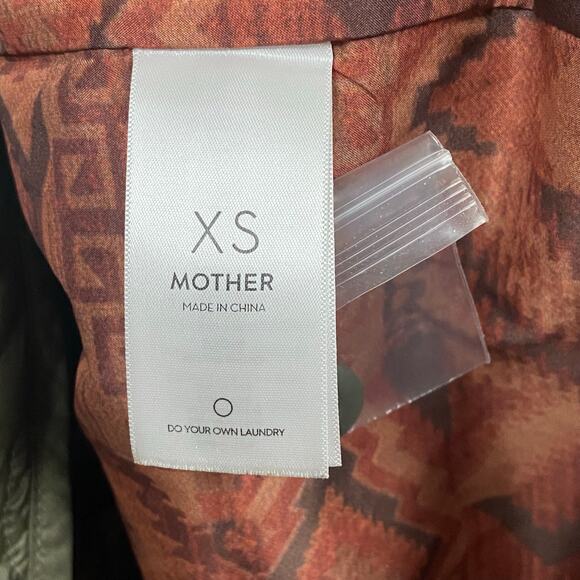 XS
MOTHER
MADE IN CHINA
DO YOUR OWN LAUNDRY